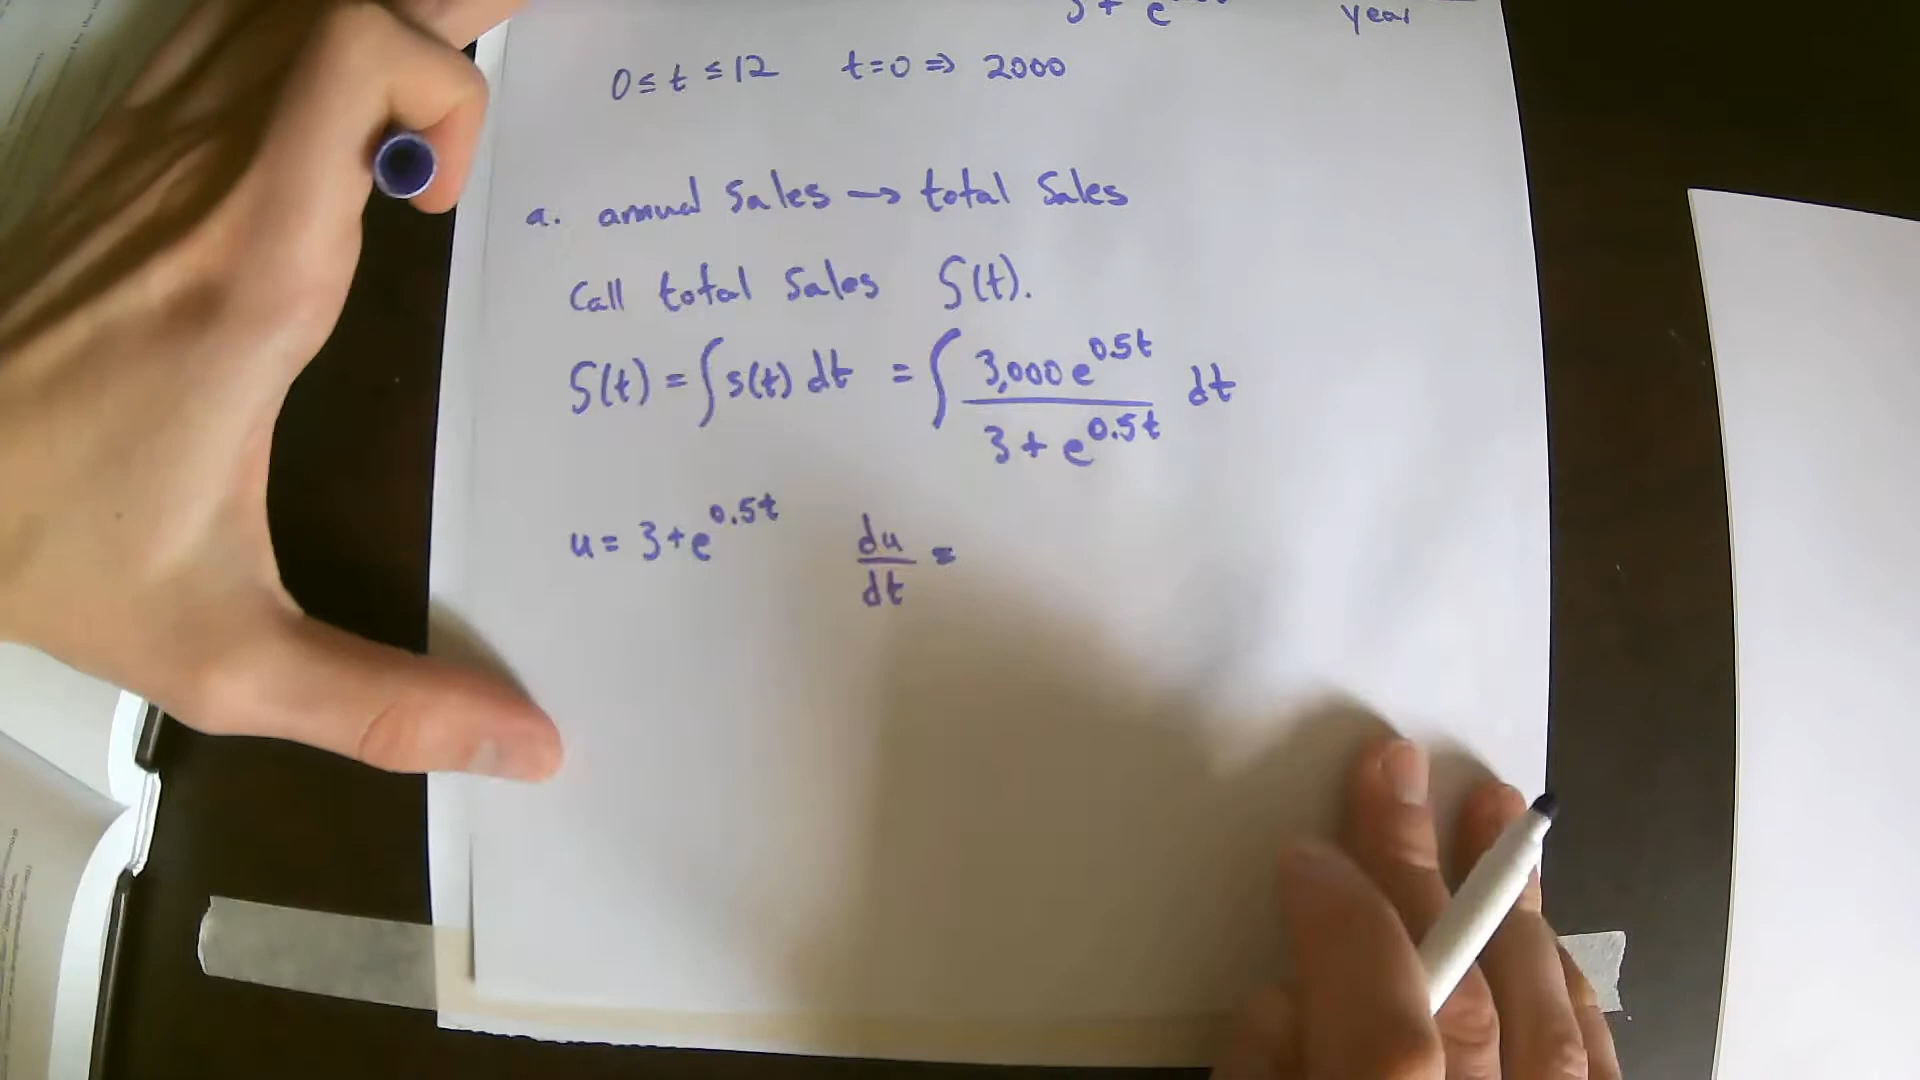 3 + e year
0 ≤ t ≤ 12 t=0 ⇒ 2000
a. annual sales → total sales
Call total sales S(t).
S(t) = ∫ s(t) dt = ∫ 3,000 e^0.5t / 3 + e^0.5t dt
u = 3 + e^0.5t du/dt =